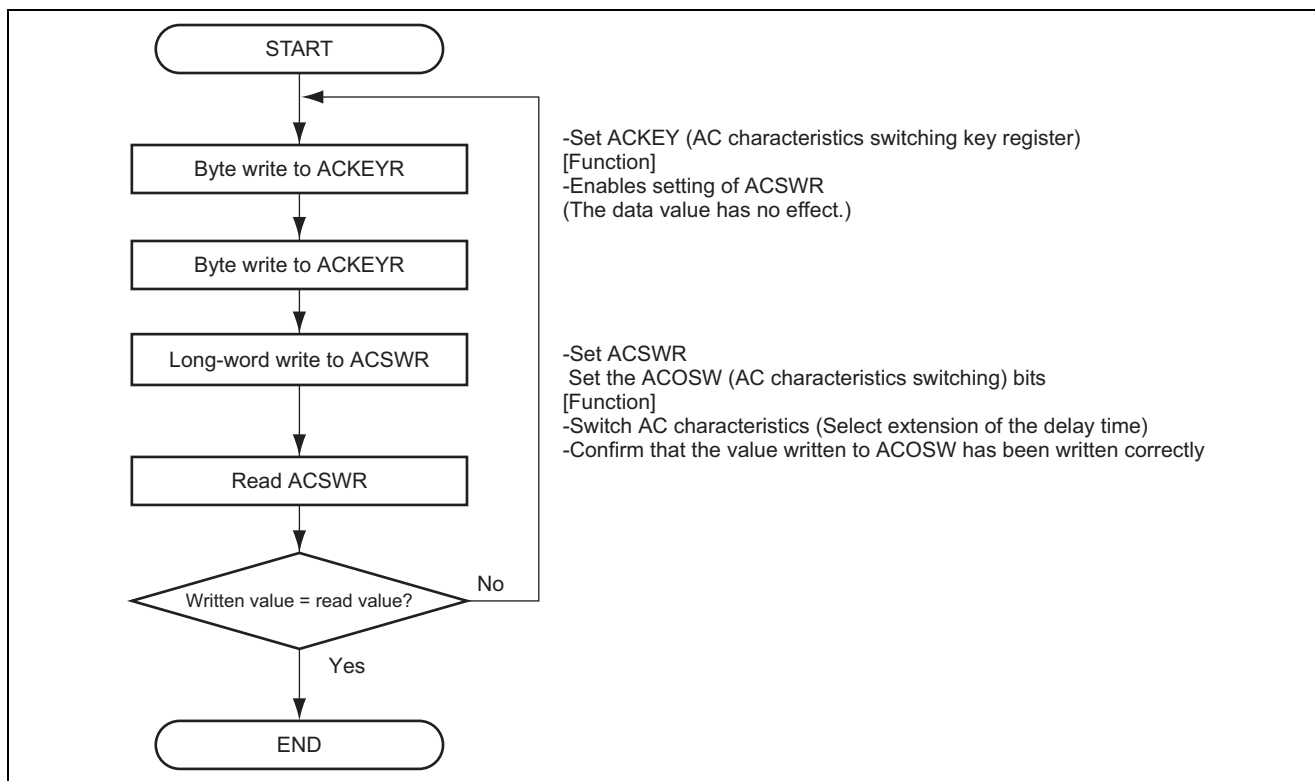 START
-Set ACKEY (AC characteristics switching key register)
[Function]
-Enables setting of ACSWR
(The data value has no effect.)
Byte write to ACKEYR
Byte write to ACKEYR
Long-word write to ACSWR
-Set ACSWR
Set the ACOSW (AC characteristics switching) bits
[Function]
-Switch AC characteristics (Select extension of the delay time)
-Confirm that the value written to ACOSW has been written correctly
Read ACSWR
Written value = read value?
No
Yes
END